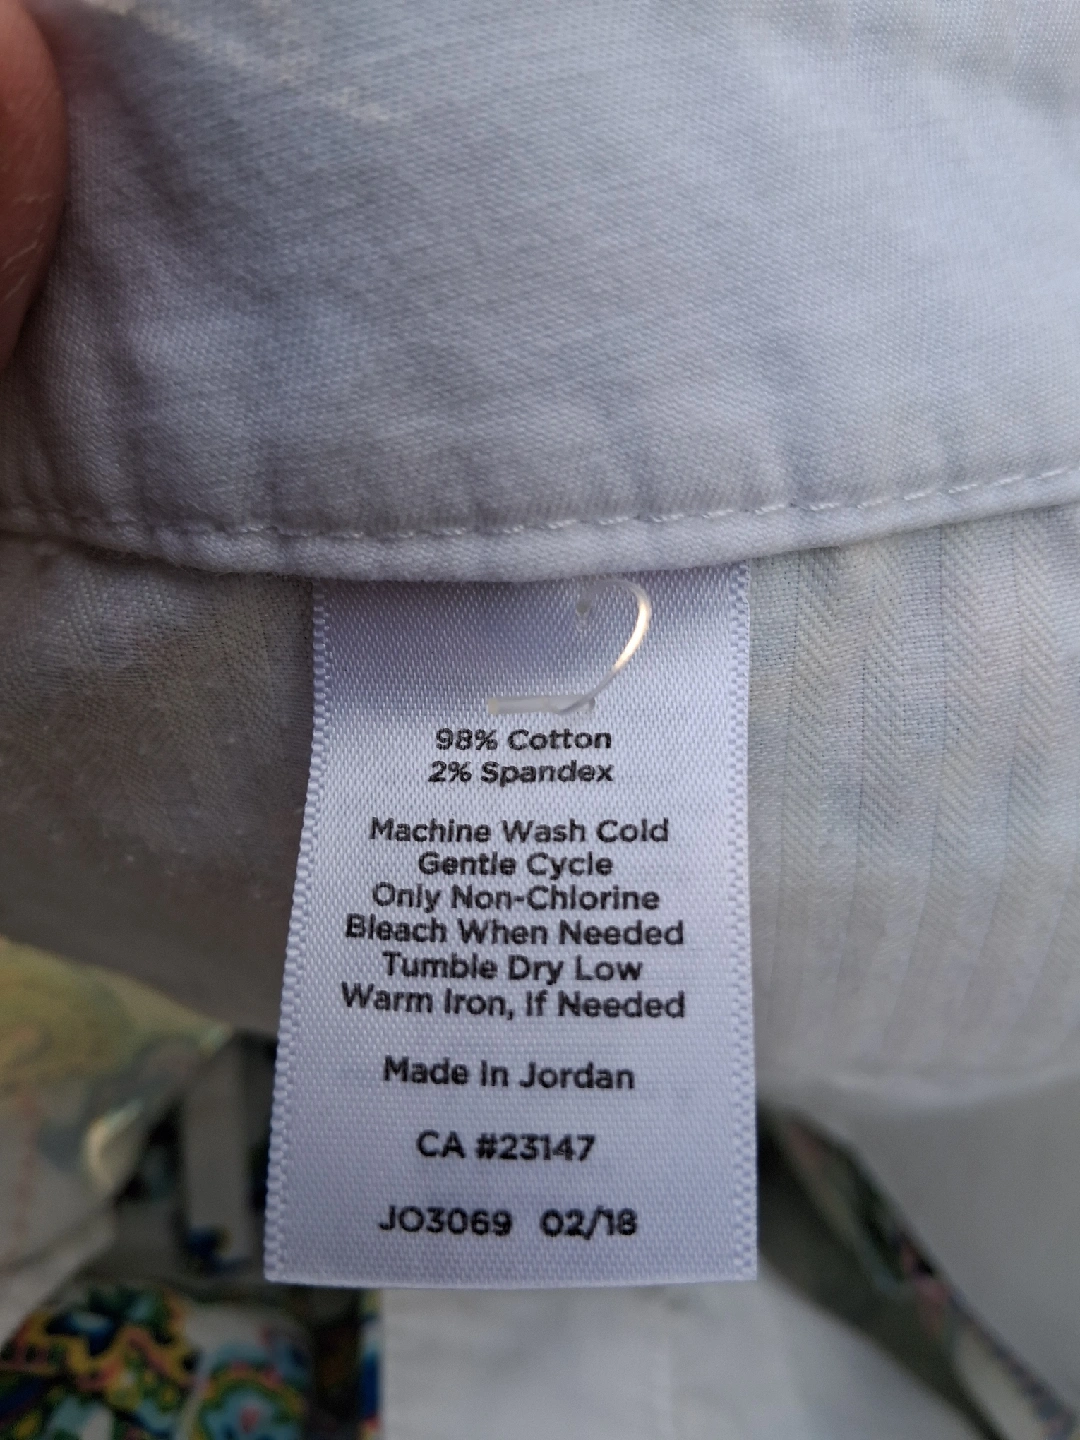 98% Cotton
2% Spandex
Machine Wash Cold
Gentle Cycle
Only Non-Chlorine
Bleach When Needed
Tumble Dry Low
Warm Iron, If Needed
Made In Jordan
CA #23147
JO3069 02/18